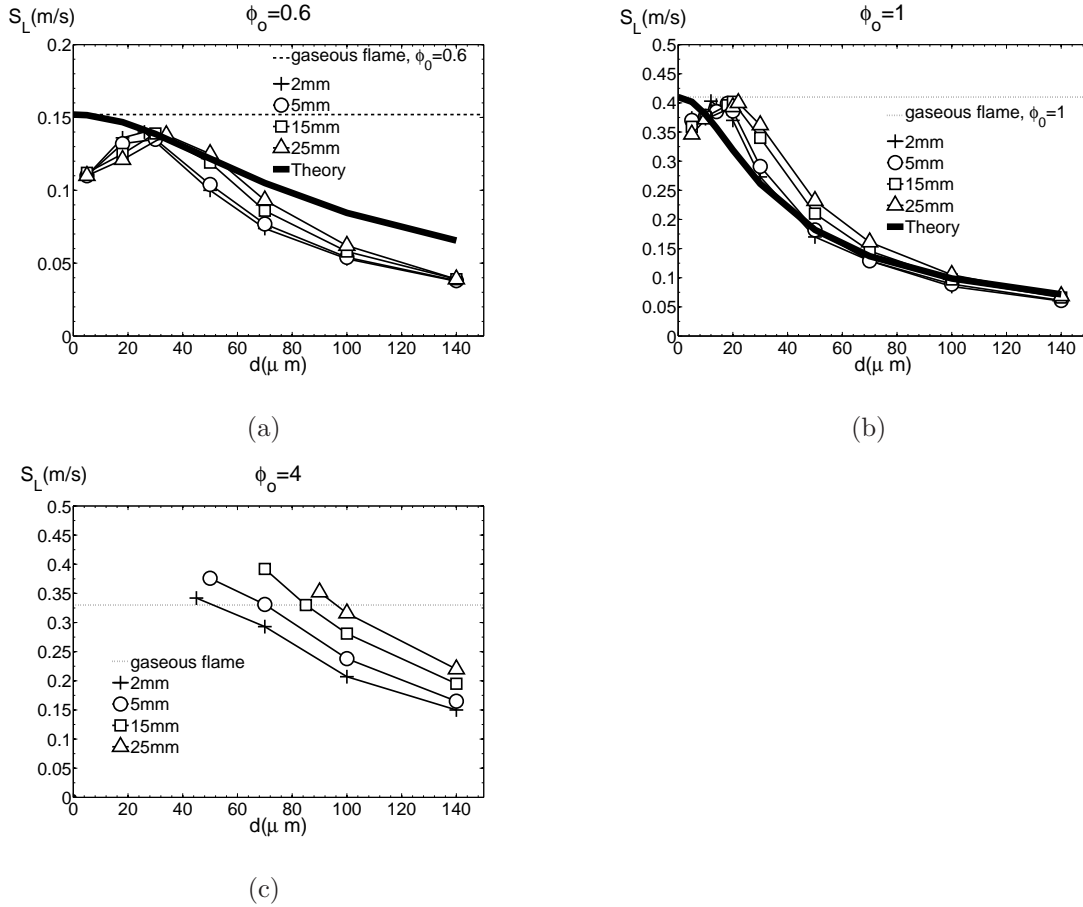 S_L(m/s)
ϕ_o=0.6
0.2
0.15
0.1
0.05
0
gaseous flame, ϕ_0=0.6
2mm
5mm
15mm
25mm
Theory
0 20 40 60 80 100 120 140
d(μ m)
(a)
S_L(m/s)
ϕ_o=1
0.5
0.45
0.4
0.35
0.3
0.25
0.2
0.15
0.1
0.05
0
gaseous flame, ϕ_0=1
2mm
5mm
15mm
25mm
Theory
0 20 40 60 80 100 120 140
d(μ m)
(b)
S_L(m/s)
ϕ_o=4
0.5
0.45
0.4
0.35
0.3
0.25
0.2
0.15
0.1
0.05
0
gaseous flame
2mm
5mm
15mm
25mm
0 20 40 60 80 100 120 140
d(μ m)
(c)